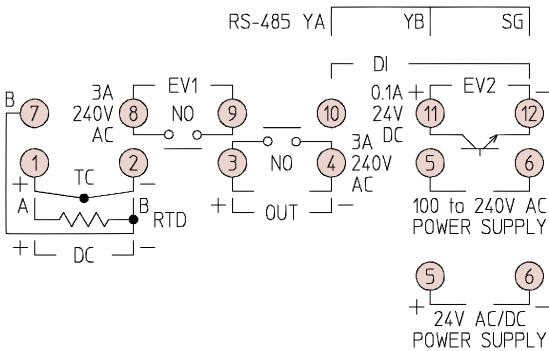 RS-485 YA YB SG
DI
B 7 3A 240V AC 8 EV1 NO 9 10 0.1A 24V DC + 11 EV2 12 −
1 2 3 NO 4 3A 240V AC 5 6
+ TC − + OUT −
A B RTD
+ DC −
100 to 240V AC
POWER SUPPLY
5 6
+ 24V AC/DC −
POWER SUPPLY